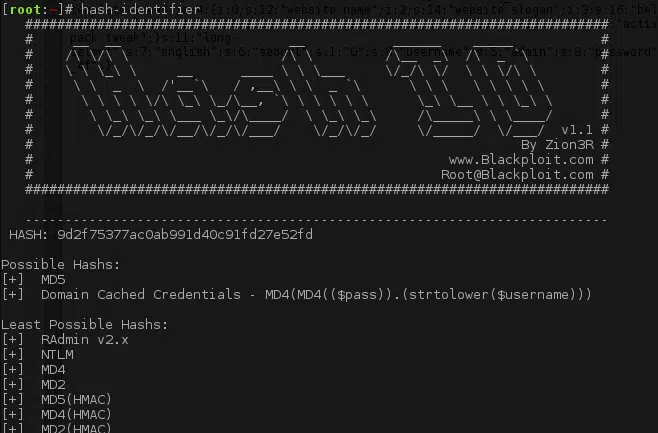 [root:~]# hash-identifier
HASH: 9d2f75377ac0ab991d40c91fd27e52fd
v1.1 #
# By Zion3R #
# www.Blackploit.com #
# Root@Blackploit.com #
#########################################################################
-------------------------------------------------------------------------
HASH: 9d2f75377ac0ab991d40c91fd27e52fd
Possible Hashs:
[+] MD5
[+] Domain Cached Credentials - MD4(MD4(($pass)).(strtolower($username)))
Least Possible Hashs:
[+] RAdmin v2.x
[+] NTLM
[+] MD4
[+] MD2
[+] MD5(HMAC)
[+] MD4(HMAC)
[+] MD2(HMAC)